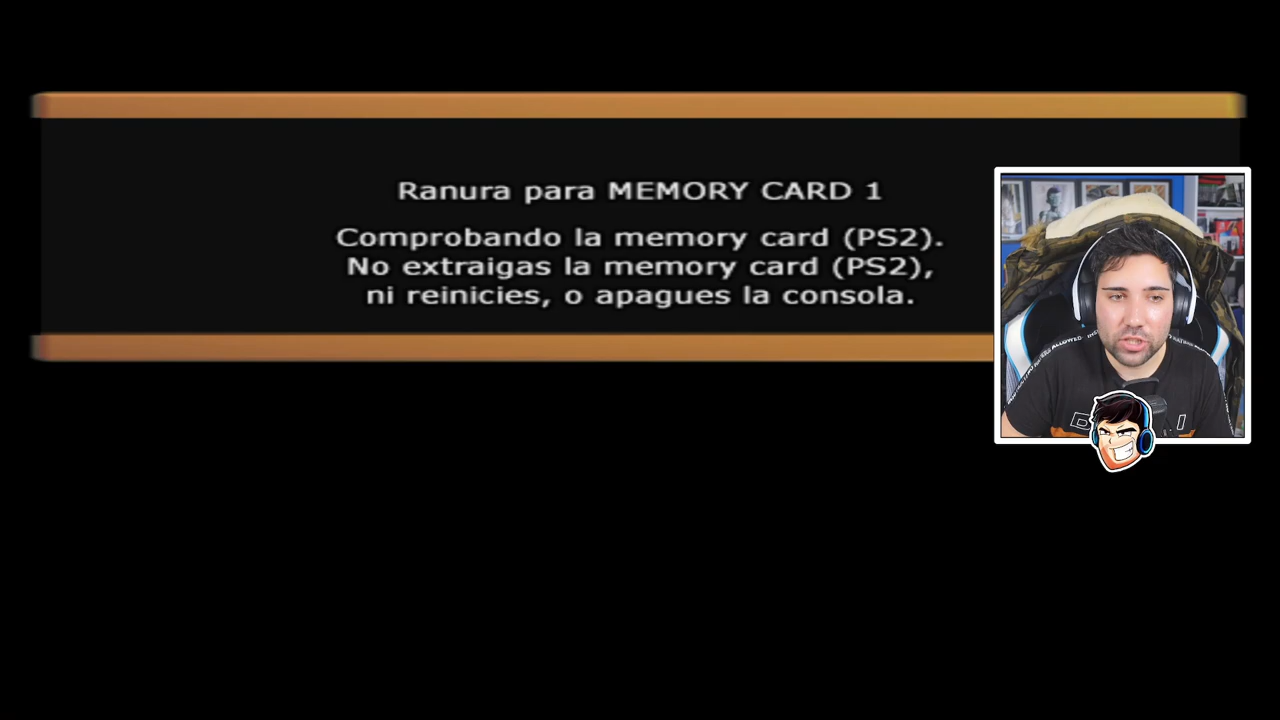 Ranura para MEMORY CARD 1
Comprobando la memory card (PS2).
No extraigas la memory card (PS2),
ni reinicies, o apagues la consola.